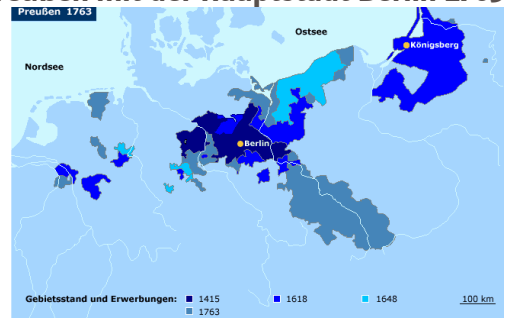 Preußen 1763
Ostsee
Königsberg
Nordsee
Berlin
Gebietsstand und Erwerbungen: 1415 1618 1648 100 km
1763